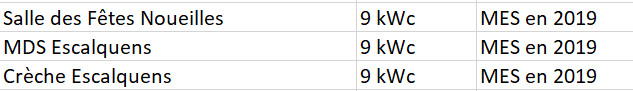 Salle des Fêtes Noueilles 9 kWc MES en 2019
MDS Escalquens 9 kWc MES en 2019
Crèche Escalquens 9 kWc MES en 2019